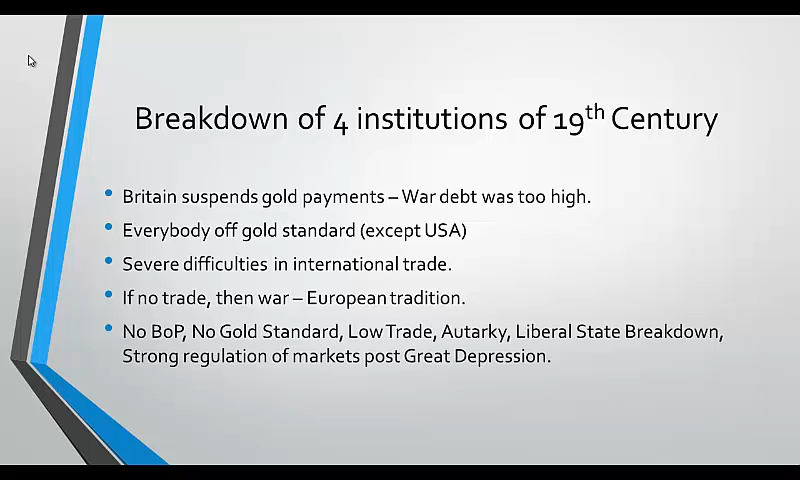 Breakdown of 4 institutions of 19th Century
Britain suspends gold payments – War debt was too high.
Everybody off gold standard (except USA)
Severe difficulties in international trade.
If no trade, then war – European tradition.
No BoP, No Gold Standard, Low Trade, Autarky, Liberal State Breakdown,
Strong regulation of markets post Great Depression.